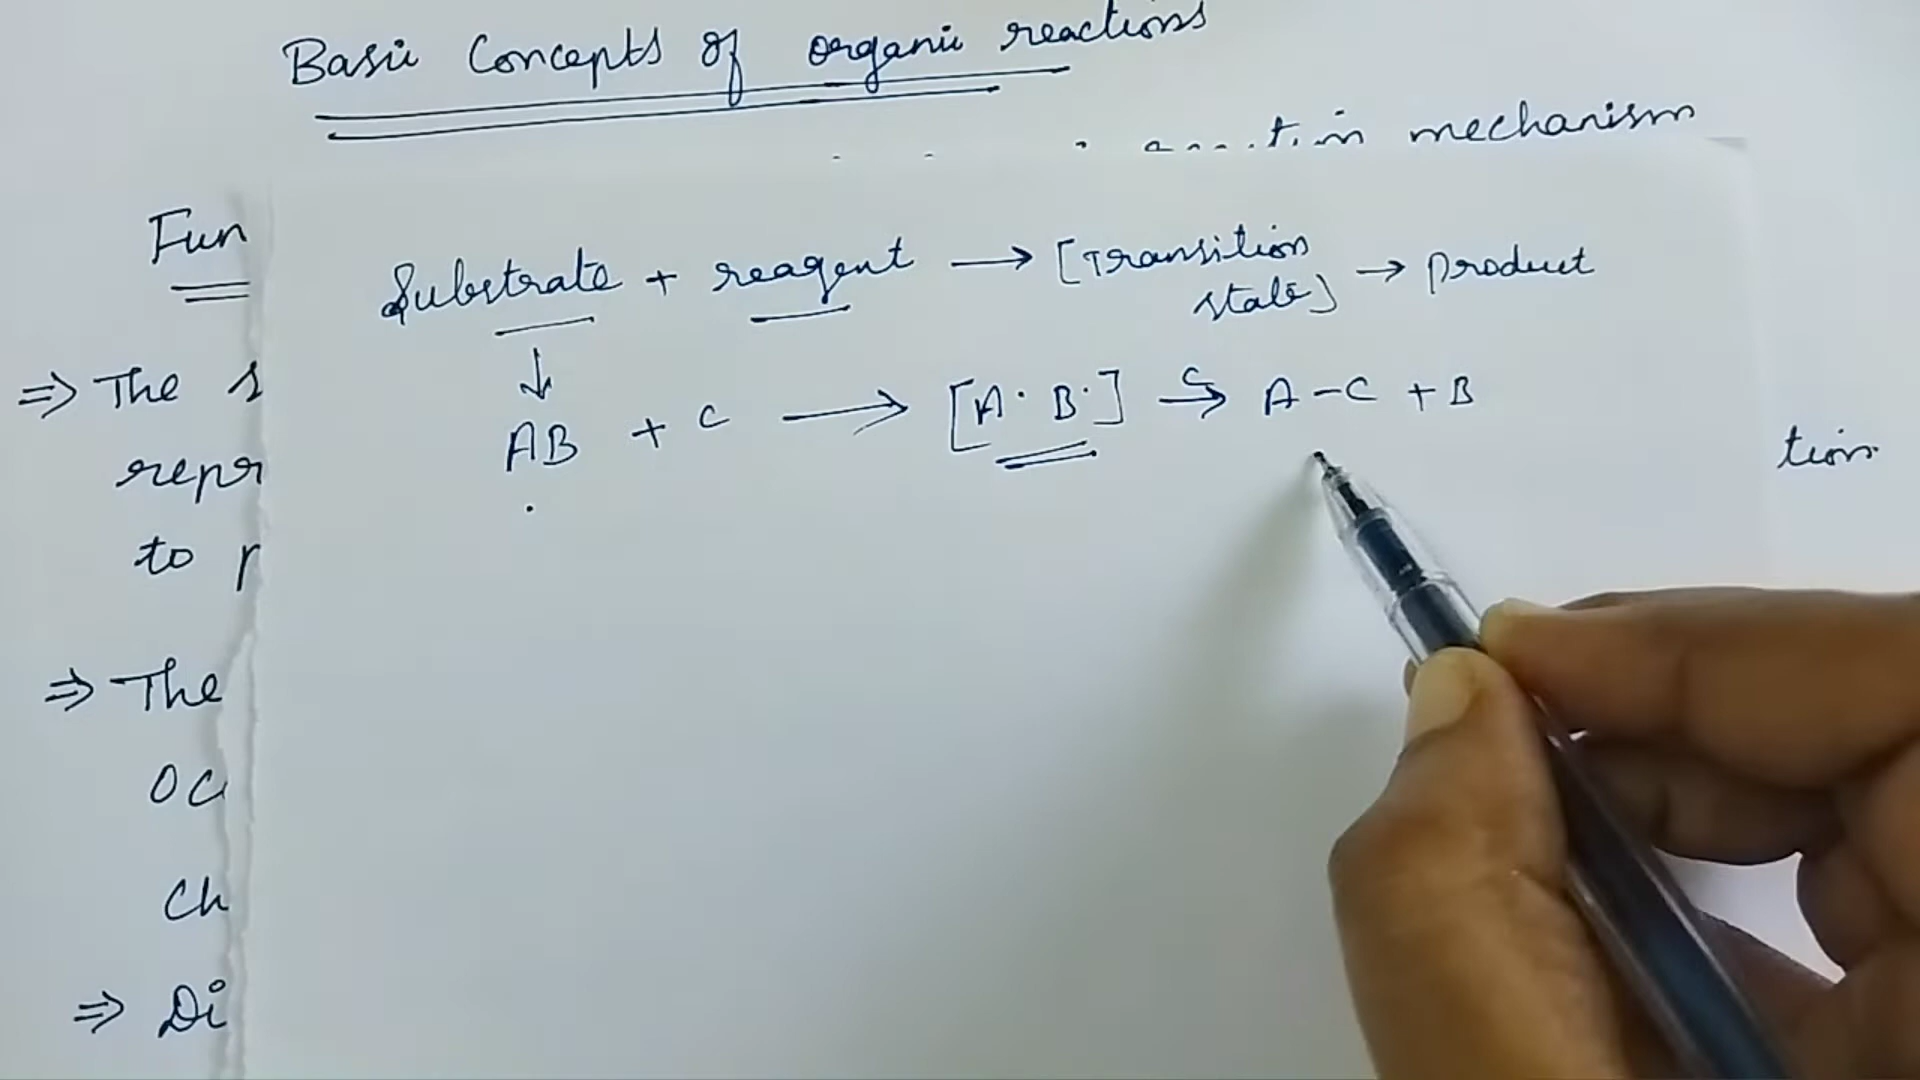 Basic Concepts of organic reactions
mechanism
Fun
Substrate + reagent → [Transition state] → product
⇒ The s
↓
AB + C → [A· B·] C→ A-C + B
tion
repr
to p
⇒ The
oc
ch
⇒ Di